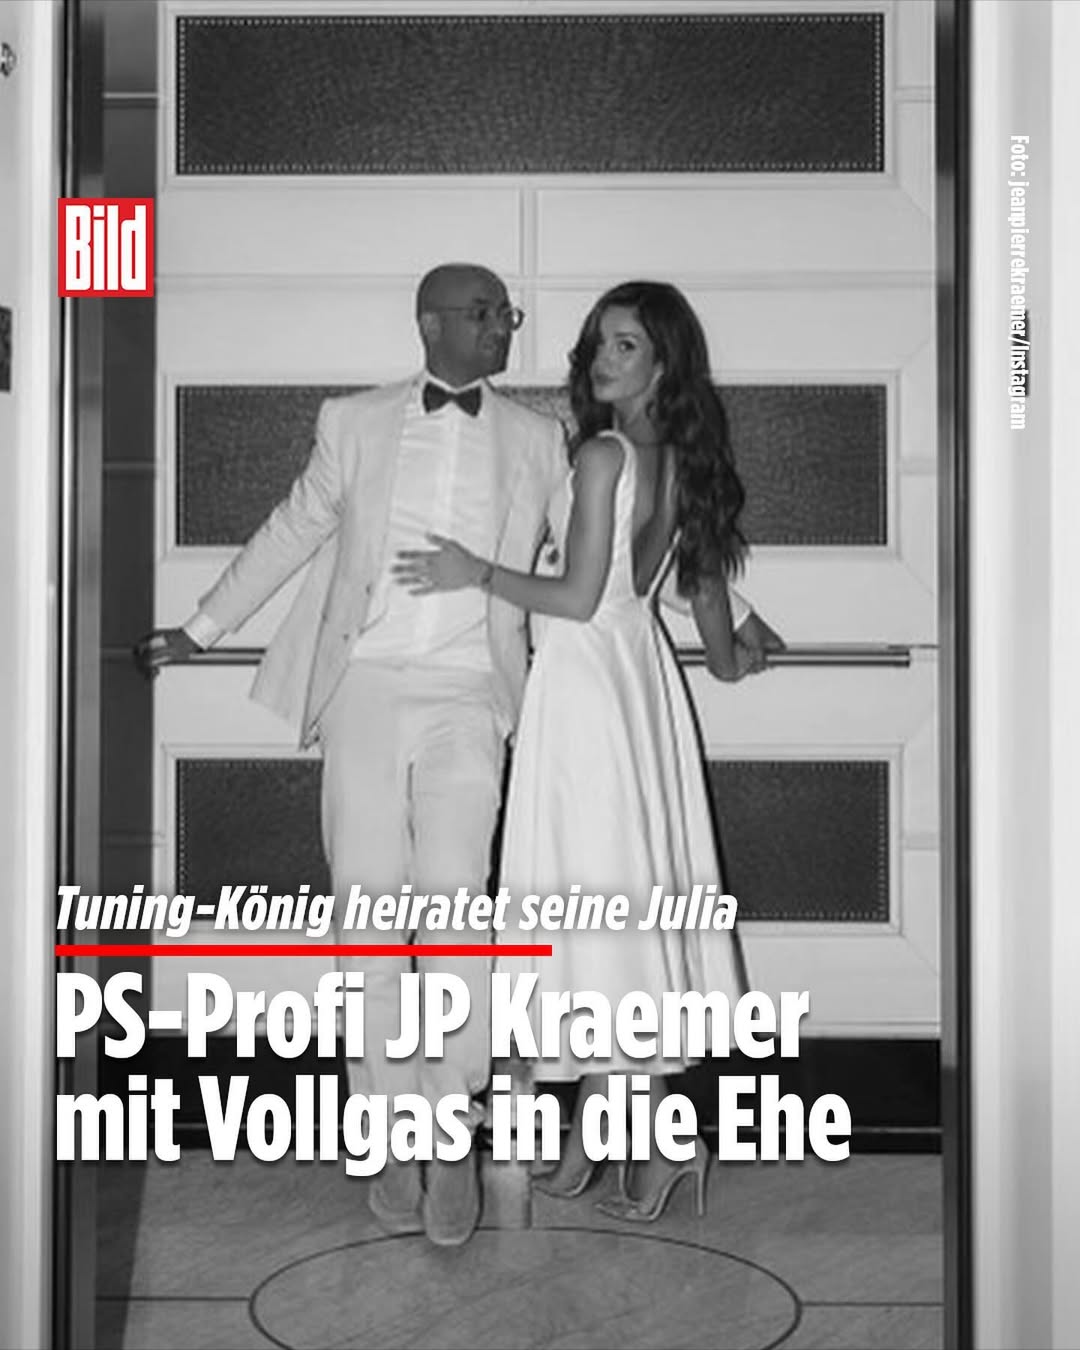 Foto: jeanpierrekraemer/Instagram
Bild
Tuning-König heiratet seine Julia
PS-Profi JP Kraemer
mit Vollgas in die Ehe